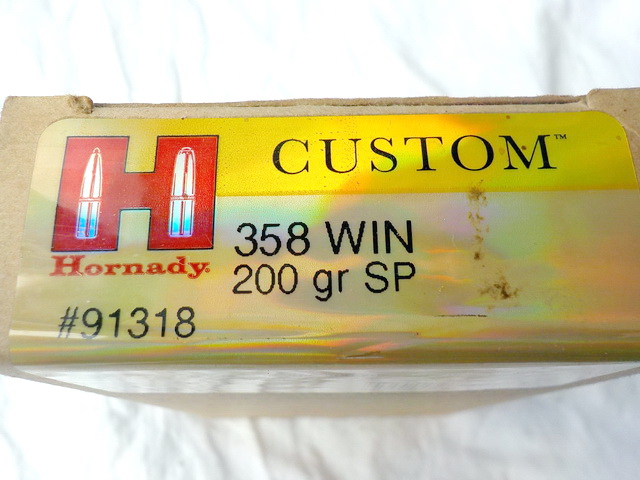 CUSTOM™
358 WIN
200 gr SP
H
Hornady®
#91318